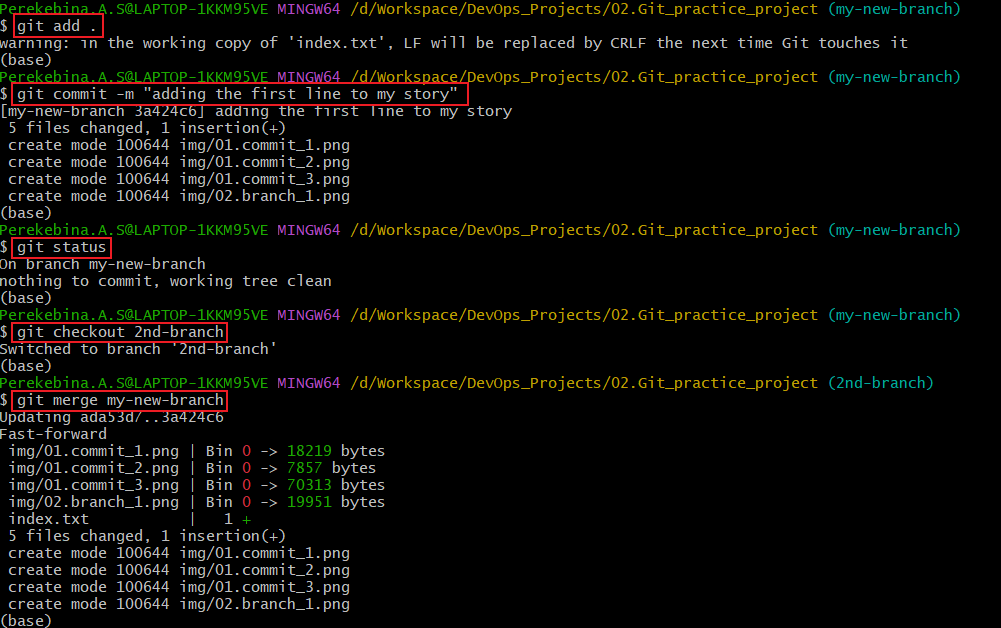 Perekebina.A.S@LAPTOP-1KKM95VE MINGW64 /d/Workspace/DevOps_Projects/02.Git_practice_project (my-new-branch)
$ git add .
warning: in the working copy of 'index.txt', LF will be replaced by CRLF the next time Git touches it
(base)
Perekebina.A.S@LAPTOP-1KKM95VE MINGW64 /d/Workspace/DevOps_Projects/02.Git_practice_project (my-new-branch)
$ git commit -m "adding the first line to my story"
[my-new-branch 3a424c6] adding the first line to my story
 5 files changed, 1 insertion(+)
 create mode 100644 img/01.commit_1.png
 create mode 100644 img/01.commit_2.png
 create mode 100644 img/01.commit_3.png
 create mode 100644 img/02.branch_1.png
(base)
Perekebina.A.S@LAPTOP-1KKM95VE MINGW64 /d/Workspace/DevOps_Projects/02.Git_practice_project (my-new-branch)
$ git status
On branch my-new-branch
nothing to commit, working tree clean
(base)
Perekebina.A.S@LAPTOP-1KKM95VE MINGW64 /d/Workspace/DevOps_Projects/02.Git_practice_project (my-new-branch)
$ git checkout 2nd-branch
Switched to branch '2nd-branch'
(base)
Perekebina.A.S@LAPTOP-1KKM95VE MINGW64 /d/Workspace/DevOps_Projects/02.Git_practice_project (2nd-branch)
$ git merge my-new-branch
Updating ada53d7..3a424c6
Fast-forward
 img/01.commit_1.png | Bin 0 -> 18219 bytes
 img/01.commit_2.png | Bin 0 -> 7857 bytes
 img/01.commit_3.png | Bin 0 -> 70313 bytes
 img/02.branch_1.png | Bin 0 -> 19951 bytes
 index.txt           |   1 +
 5 files changed, 1 insertion(+)
 create mode 100644 img/01.commit_1.png
 create mode 100644 img/01.commit_2.png
 create mode 100644 img/01.commit_3.png
 create mode 100644 img/02.branch_1.png
(base)